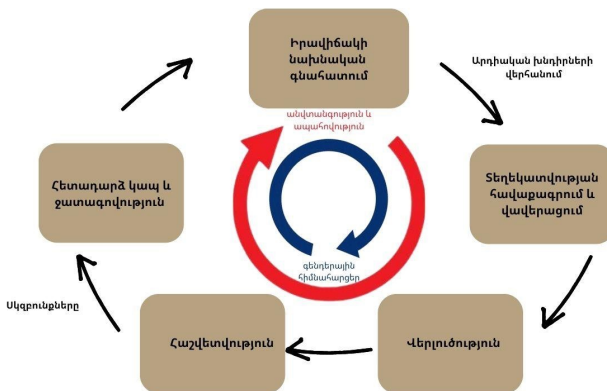 Իրավիճակի
նախնական
գնահատում
Արդիական խնդիրների
վերհանում
անվտանգություն և
ապահովություն
Հետադարձ կապ և
ջատագովություն
Տեղեկատվության
հավաքագրում և
վավերացում
գենդերային
հիմնահարցեր
Սկզբունքները
Հաշվետվություն
Վերլուծություն